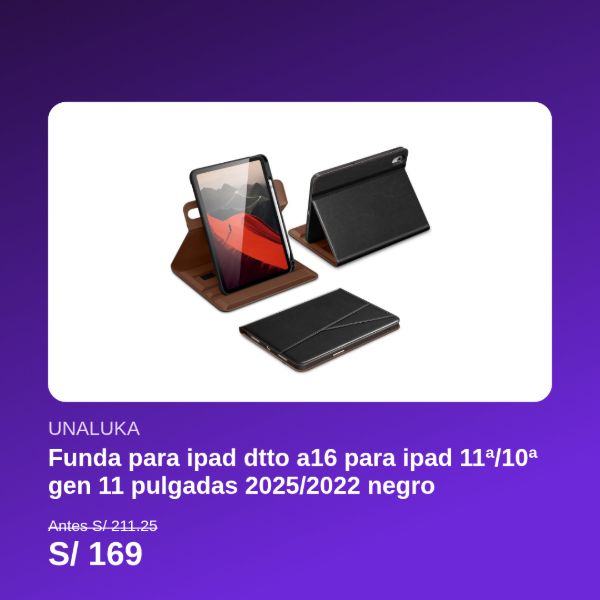 UNALUKA
Funda para ipad dtto a16 para ipad 11ª/10ª
gen 11 pulgadas 2025/2022 negro
Antes S/ 211.25
S/ 169